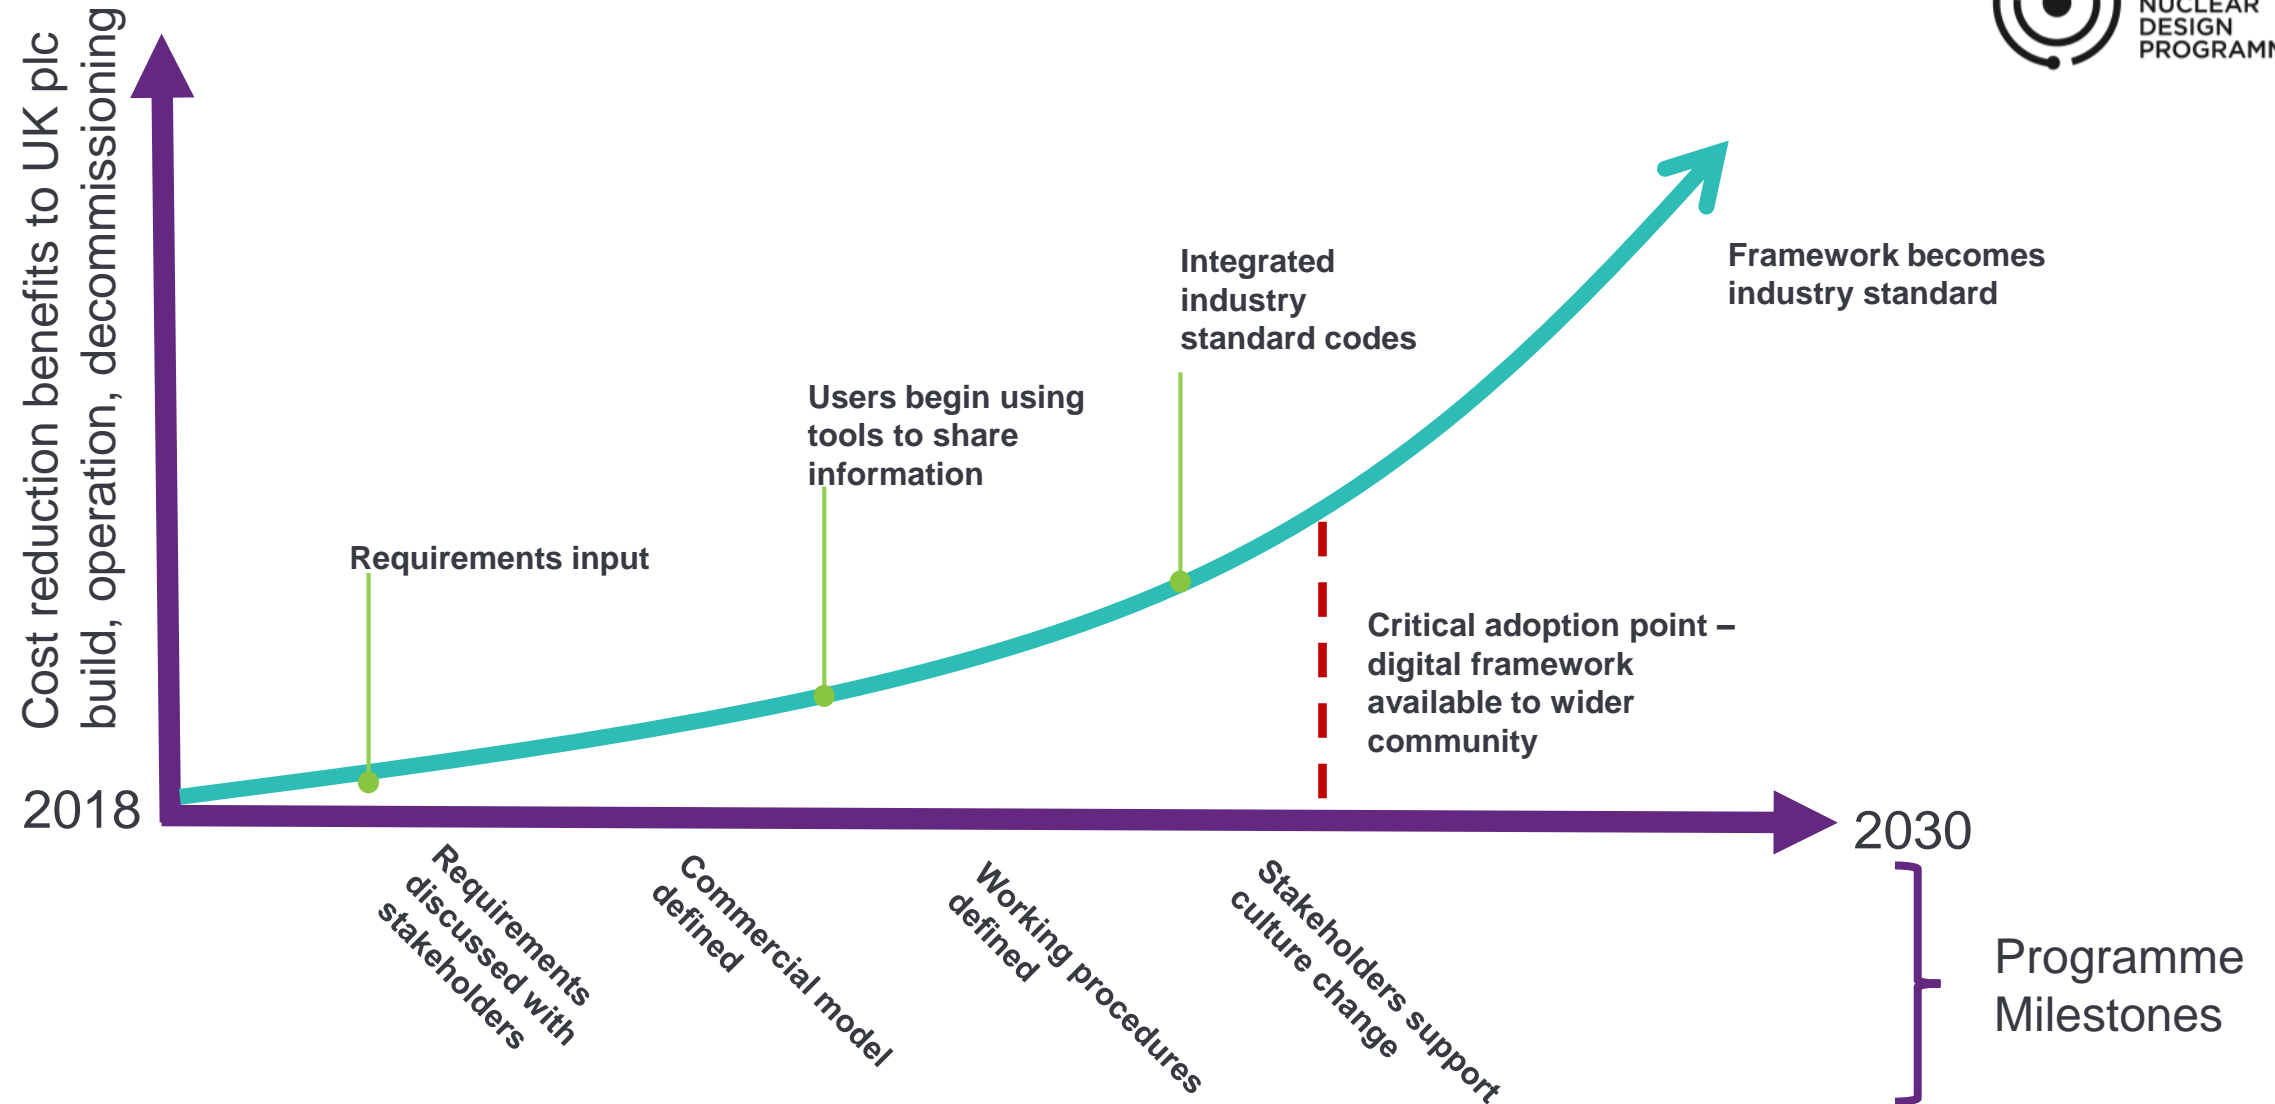 NUCLEAR
DESIGN
Cost reduction benefits to UK plc
build, operation, decommissioning
Integrated
industry
standard codes
Framework becomes
industry standard
Users begin using
tools to share
information
Requirements input
Critical adoption point –
digital framework
available to wider
community
2018
2030
Requirements
discussed with
stakeholders
Commercial model
defined
Working procedures
defined
Stakeholders support
culture change
Programme
Milestones